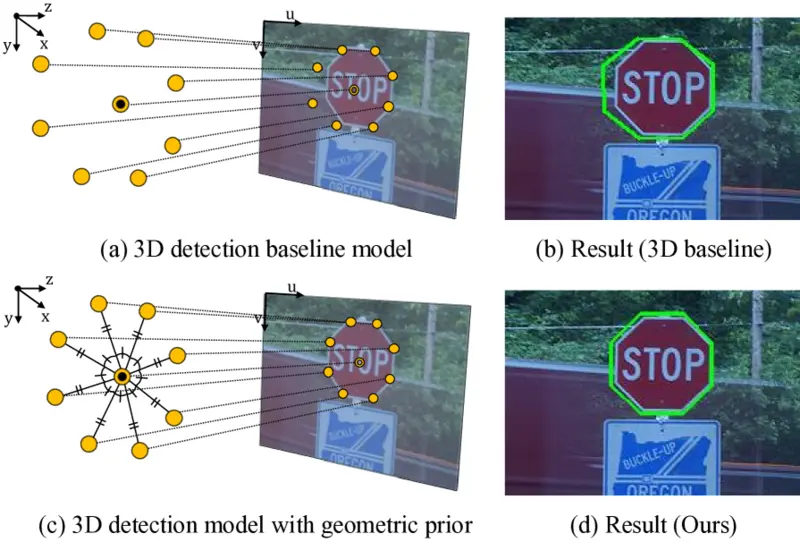 z
x
y
u
v
STOP
STOP
BUCKLE-UP
BUCKLE-UP
OREGON
OREGON
(a) 3D detection baseline model
(b) Result (3D baseline)
z
x
y
u
v
STOP
STOP
BUCKLE-UP
BUCKLE-UP
OREGON
OREGON
(c) 3D detection model with geometric prior
(d) Result (Ours)